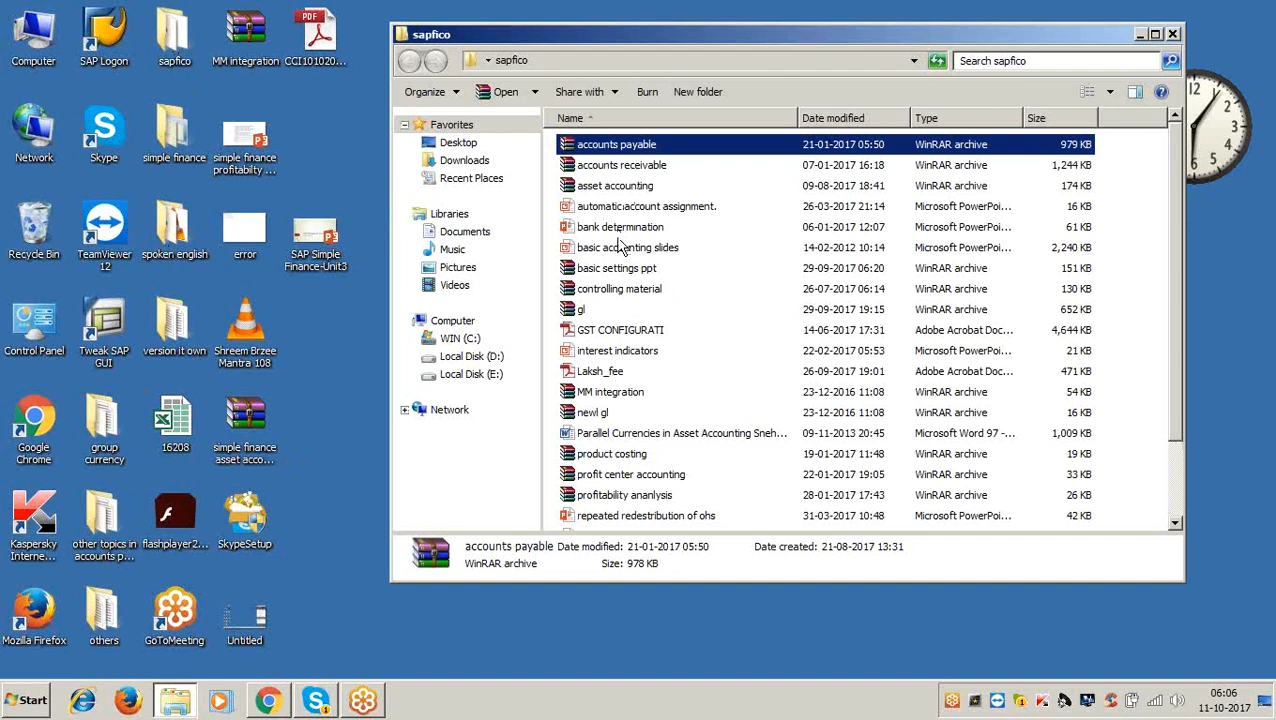 Computer
SAP Logon
sapfico
MM integration
PDF
CCI101020...
Network
Skype
simple finance
simple finance
profitability ...
Recycle Bin
TeamViewer
12
spoken english
error
SAP Simple
Finance-Unit3
Control Panel
Tweak SAP
GUI
version it own
Shreem Brzee
Mantra 108
Google
Chrome
group
currency
16208
simple finance
asset acco...
Kaspersky
Interne...
other topics in
accounts p...
flashplayer2...
SkypeSetup
Mozilla Firefox
others
GoToMeeting
Untitled
sapfico
sapfico
Search sapfico
Organize Open Share with Burn New folder
Favorites
Desktop
Downloads
Recent Places
Libraries
Documents
Music
Pictures
Videos
Computer
WIN (C:)
Local Disk (D:)
Local Disk (E:)
Network
Name Date modified Type Size
accounts payable 21-01-2017 05:50 WinRAR archive 979 KB
accounts receivable 07-01-2017 16:18 WinRAR archive 1,244 KB
asset accounting 09-08-2017 18:41 WinRAR archive 174 KB
automatic account assignment. 26-03-2017 21:14 Microsoft PowerPoi... 16 KB
bank determination 06-01-2017 12:07 Microsoft PowerPoi... 61 KB
basic accounting slides 14-02-2012 10:14 Microsoft PowerPoi... 2,240 KB
basic settings ppt 29-09-2017 06:20 WinRAR archive 151 KB
controlling material 26-07-2017 06:14 WinRAR archive 130 KB
gl 29-09-2017 19:15 WinRAR archive 652 KB
GST CONFIGURATI 14-06-2017 17:31 Adobe Acrobat Doc... 4,644 KB
interest indicators 22-02-2017 05:53 Microsoft PowerPoi... 21 KB
Laksh_fee 26-09-2017 19:01 Adobe Acrobat Doc... 471 KB
MM integration 23-12-2016 11:08 WinRAR archive 54 KB
newl gl 23-12-2016 11:08 WinRAR archive 16 KB
Parallel Currencies in Asset Accounting Sneh... 09-11-2013 20:45 Microsoft Word 97 -... 1,009 KB
product costing 19-01-2017 11:48 WinRAR archive 19 KB
profit center accounting 22-01-2017 19:05 WinRAR archive 33 KB
profitability ananlysis 28-01-2017 17:43 WinRAR archive 26 KB
repeated redestribution of ohs 31-03-2017 10:48 Microsoft PowerPoi... 42 KB
accounts payable Date modified: 21-01-2017 05:50 Date created: 21-08-2017 13:31
WinRAR archive Size: 978 KB
12
1
2
3
4
5
6
Start
06:06
11-10-2017